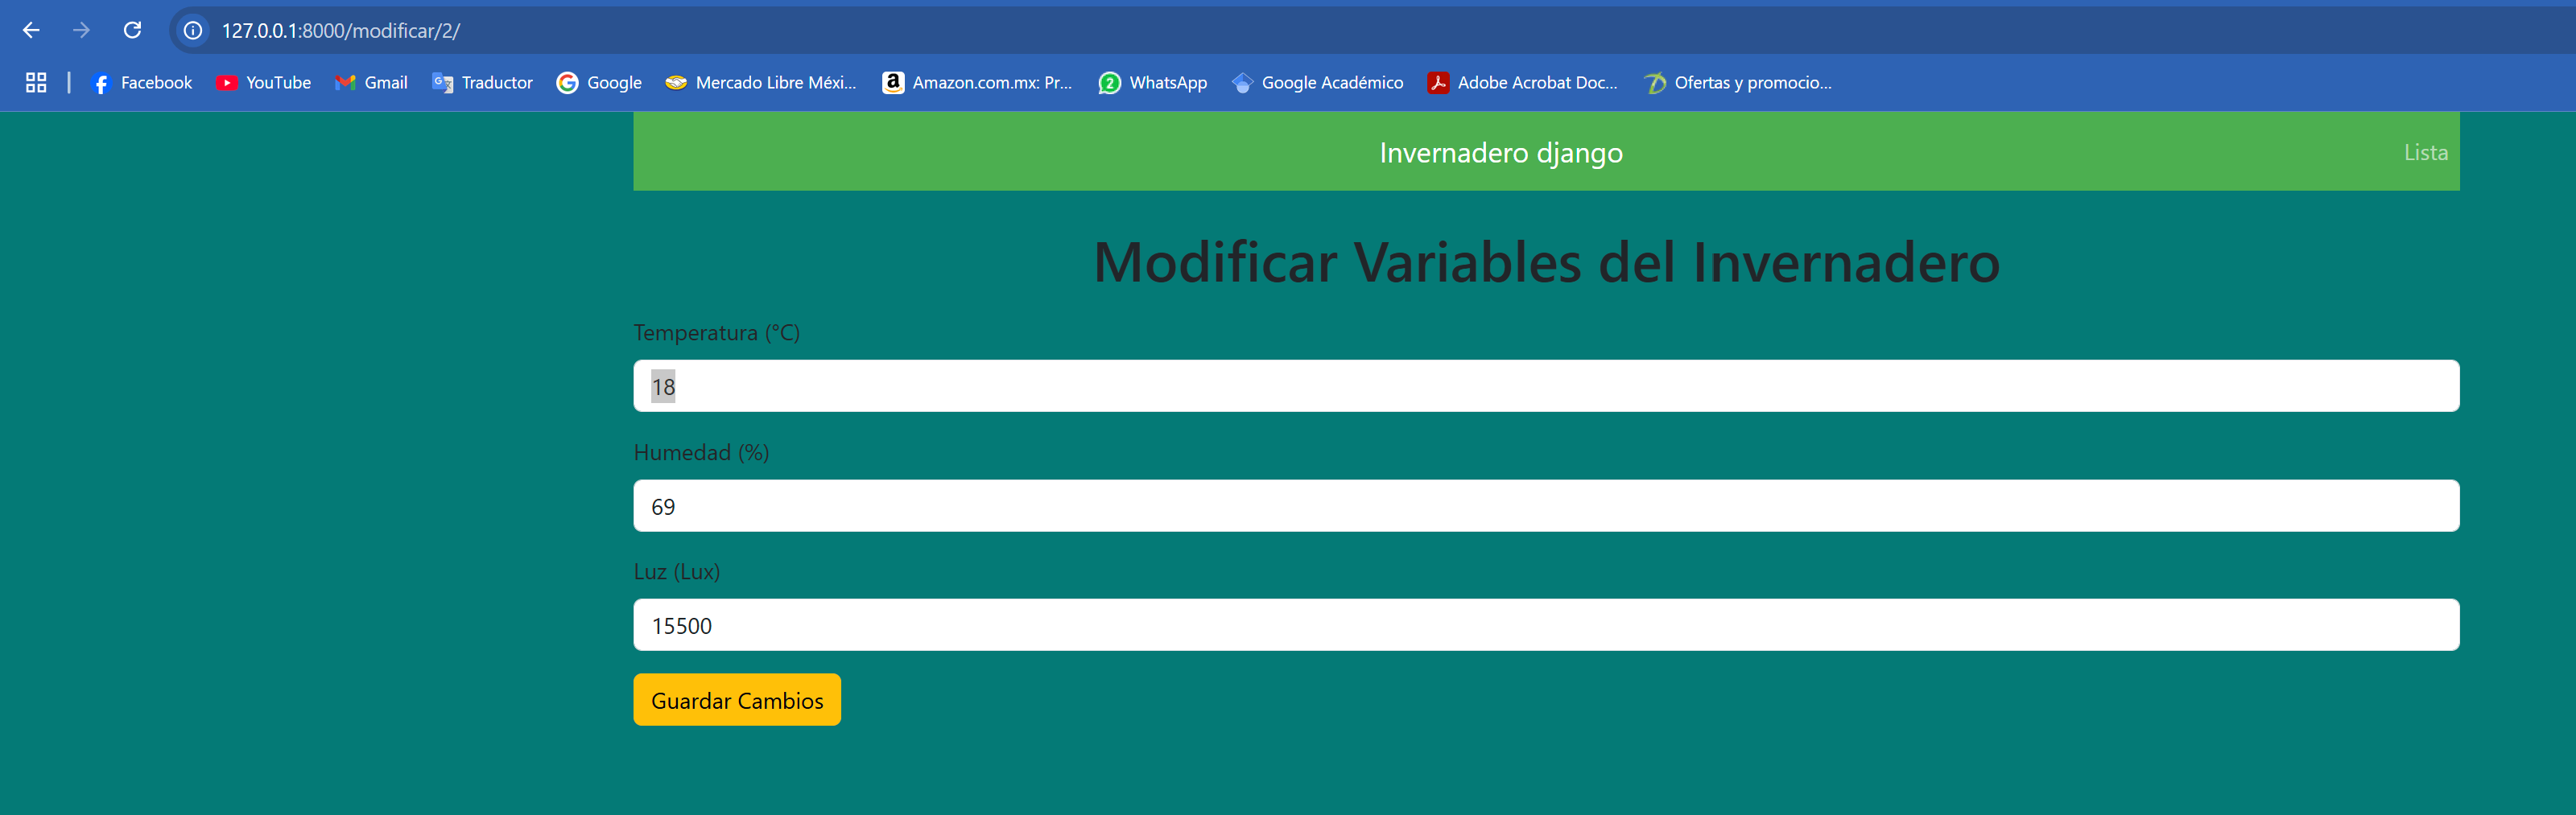 127.0.0.1:8000/modificar/2/
Facebook YouTube Gmail Traductor Google Mercado Libre Méxi... Amazon.com.mx: Pr... WhatsApp Google Académico Adobe Acrobat Doc... Ofertas y promocio...
Invernadero django Lista
Modificar Variables del Invernadero
Temperatura (°C)
18
Humedad (%)
69
Luz (Lux)
15500
Guardar Cambios